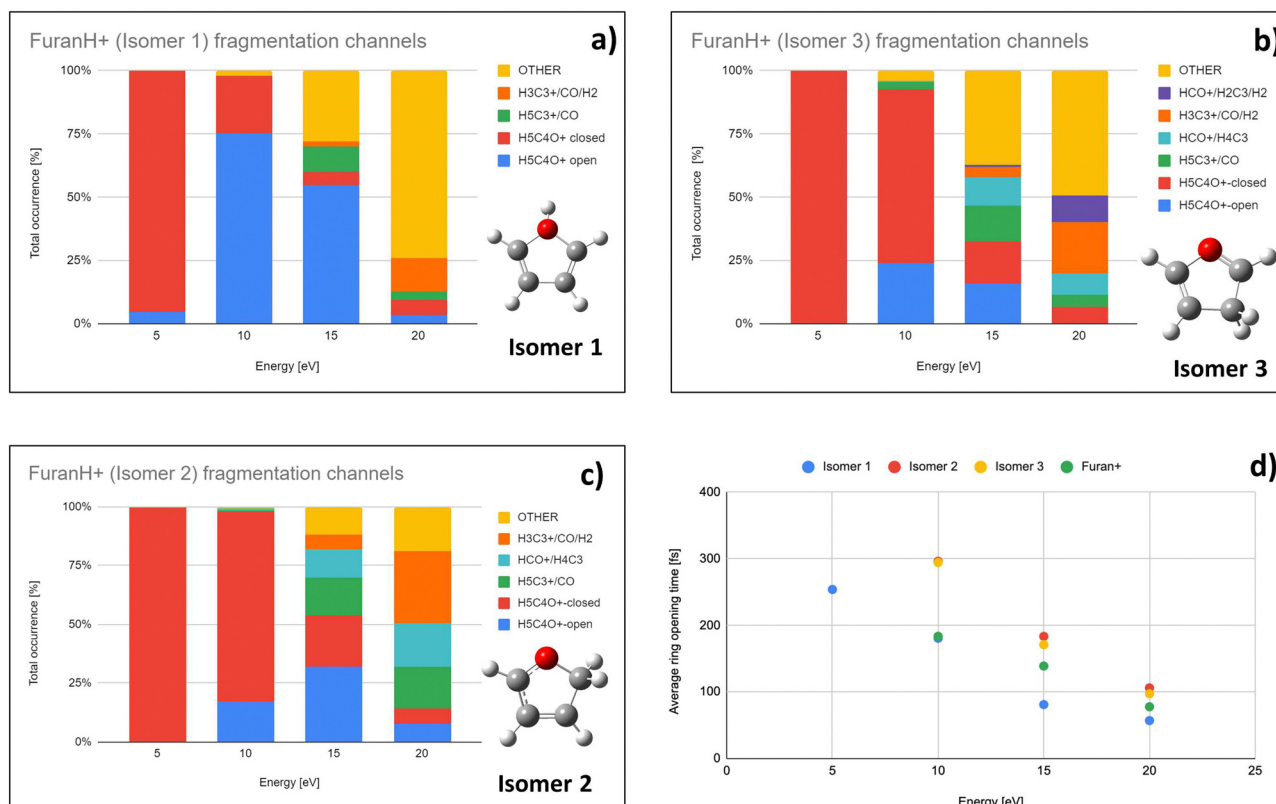 a)
FuranH+ (Isomer 1) fragmentation channels
100%
75%
50%
25%
0%
Total occurrence [%]
5 10 15 20
Energy [eV]
OTHER
H3C3+/CO/H2
H5C3+/CO
H5C4O+ closed
H5C4O+ open
Isomer 1
b)
FuranH+ (Isomer 3) fragmentation channels
100%
75%
50%
25%
0%
Total occurrence [%]
5 10 15 20
Energy [eV]
OTHER
HCO+/H2C3/H2
H3C3+/CO/H2
HCO+/H4C3
H5C3+/CO
H5C4O+-closed
H5C4O+-open
Isomer 3
c)
FuranH+ (Isomer 2) fragmentation channels
100%
75%
50%
25%
0%
Total occurrence [%]
5 10 15 20
Energy [eV]
OTHER
H3C3+/CO/H2
HCO+/H4C3
H5C3+/CO
H5C4O+-closed
H5C4O+-open
Isomer 2
d)
Isomer 1 Isomer 2 Isomer 3 Furan+
400
300
200
100
0
Average ring opening time [fs]
0 5 10 15 20 25
Energy [eV]